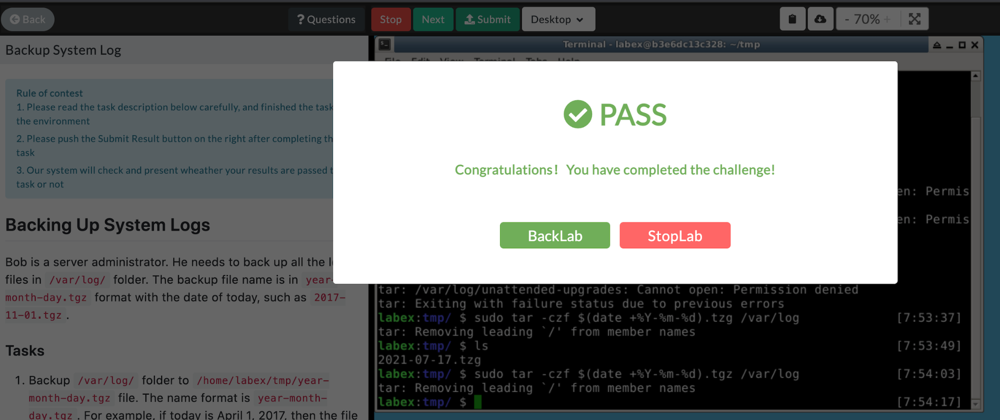 Back
? Questions
Stop
Next
Submit
Desktop
- 70% +
Backup System Log
Terminal - labex@b3e6dc13c328: ~/tmp
File Edit View Terminal Tabs Help
Rule of contest
1. Please read the task description below carefully, and finished the task
the environment
2. Please push the Submit Result button on the right after completing th
task
3. Our system will check and present wheather your results are passed t
task or not
PASS
Congratulations! You have completed the challenge!
BackLab
StopLab
Backing Up System Logs
Bob is a server administrator. He needs to back up all the l
files in /var/log/ folder. The backup file name is in year-
month-day.tgz format with the date of today, such as 2017-
11-01.tgz .
Tasks
1. Backup /var/log/ folder to /home/labex/tmp/year-
month-day.tgz file. The name format is year-month-
day.tgz . For example, if today is April 1, 2017, then the file
en: Permis
en: Permis
tar: /var/log/unattended-upgrades: Cannot open: Permission denied
tar: Exiting with failure status due to previous errors
labex:tmp/ $ sudo tar -czf $(date +%Y-%m-%d).tzg /var/log [7:53:37]
tar: Removing leading `/' from member names
labex:tmp/ $ ls [7:53:49]
2021-07-17.tzg
labex:tmp/ $ sudo tar -czf $(date +%Y-%m-%d).tgz /var/log [7:54:03]
tar: Removing leading `/' from member names
labex:tmp/ $ [7:54:17]